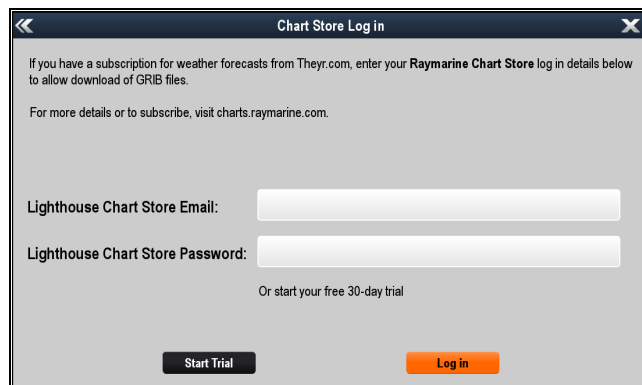 Chart Store Log in
If you have a subscription for weather forecasts from Theyr.com, enter your Raymarine Chart Store log in details below
to allow download of GRIB files.
For more details or to subscribe, visit charts.raymarine.com.
Lighthouse Chart Store Email:
Lighthouse Chart Store Password:
Or start your free 30-day trial
Start Trial
Log in